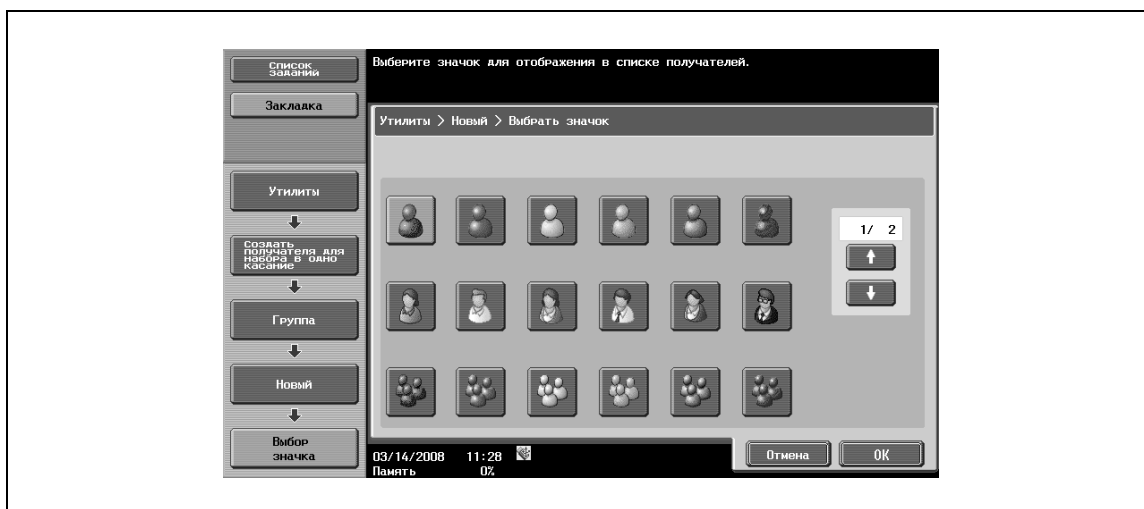 Список
заданий
Закладка
Утилиты
Создать
получателя для
набора в одно
касание
Группа
Новый
Выбор
значка
Выберите значок для отображения в списке получателей.
Утилиты > Новый > Выбрать значок
1/ 2
03/14/2008 11:28
Память 0%
Отмена
OK